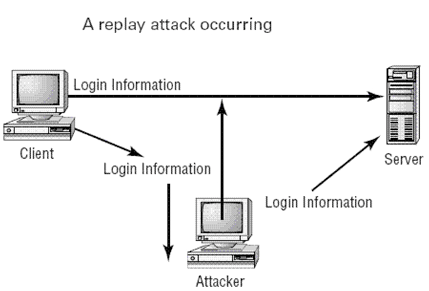 A replay attack occurring
Login Information
Client
Server
Login Information
Login Information
Attacker